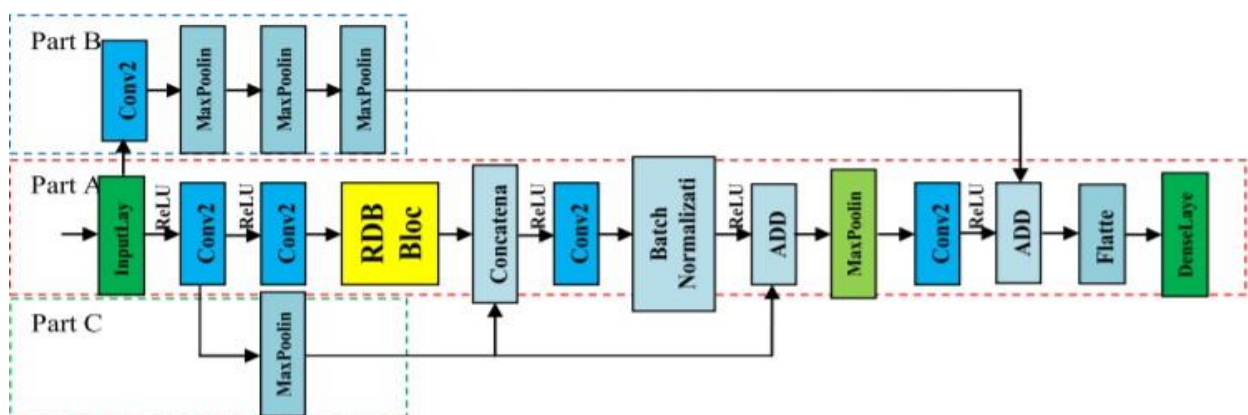 Part B
Conv2
MaxPoolin
MaxPoolin
MaxPoolin
Part A
InputLay
ReLU
Conv2
ReLU
Conv2
RDB
Bloc
Concatena
ReLU
Conv2
Batch
Normalizati
ReLU
ADD
MaxPoolin
Conv2
ReLU
ADD
Flatte
DenseLaye
Part C
MaxPoolin